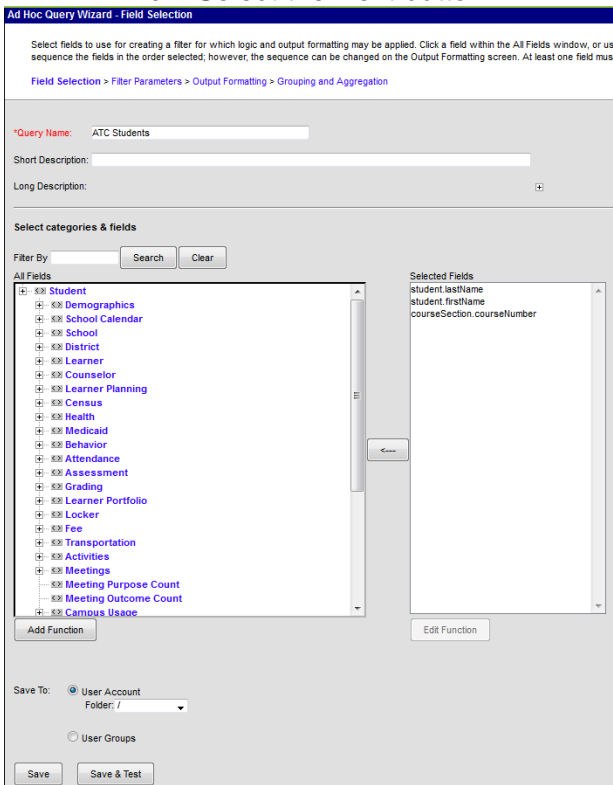 Ad Hoc Query Wizard - Field Selection
Select fields to use for creating a filter for which logic and output formatting may be applied. Click a field within the All Fields window, or us
sequence the fields in the order selected; however, the sequence can be changed on the Output Formatting screen. At least one field mus
Field Selection > Filter Parameters > Output Formatting > Grouping and Aggregation
*Query Name: ATC Students
Short Description:
Long Description:
Select categories & fields
Filter By Search Clear
All Fields
Student
Demographics
School Calendar
School
District
Learner
Counselor
Learner Planning
Census
Health
Medicaid
Behavior
Attendance
Assessment
Grading
Learner Portfolio
Locker
Fee
Transportation
Activities
Meetings
Meeting Purpose Count
Meeting Outcome Count
Campus Usage
Add Function
<---
Selected Fields
student.lastName
student.firstName
courseSection.courseNumber
Edit Function
Save To: User Account
Folder: /
User Groups
Save Save & Test